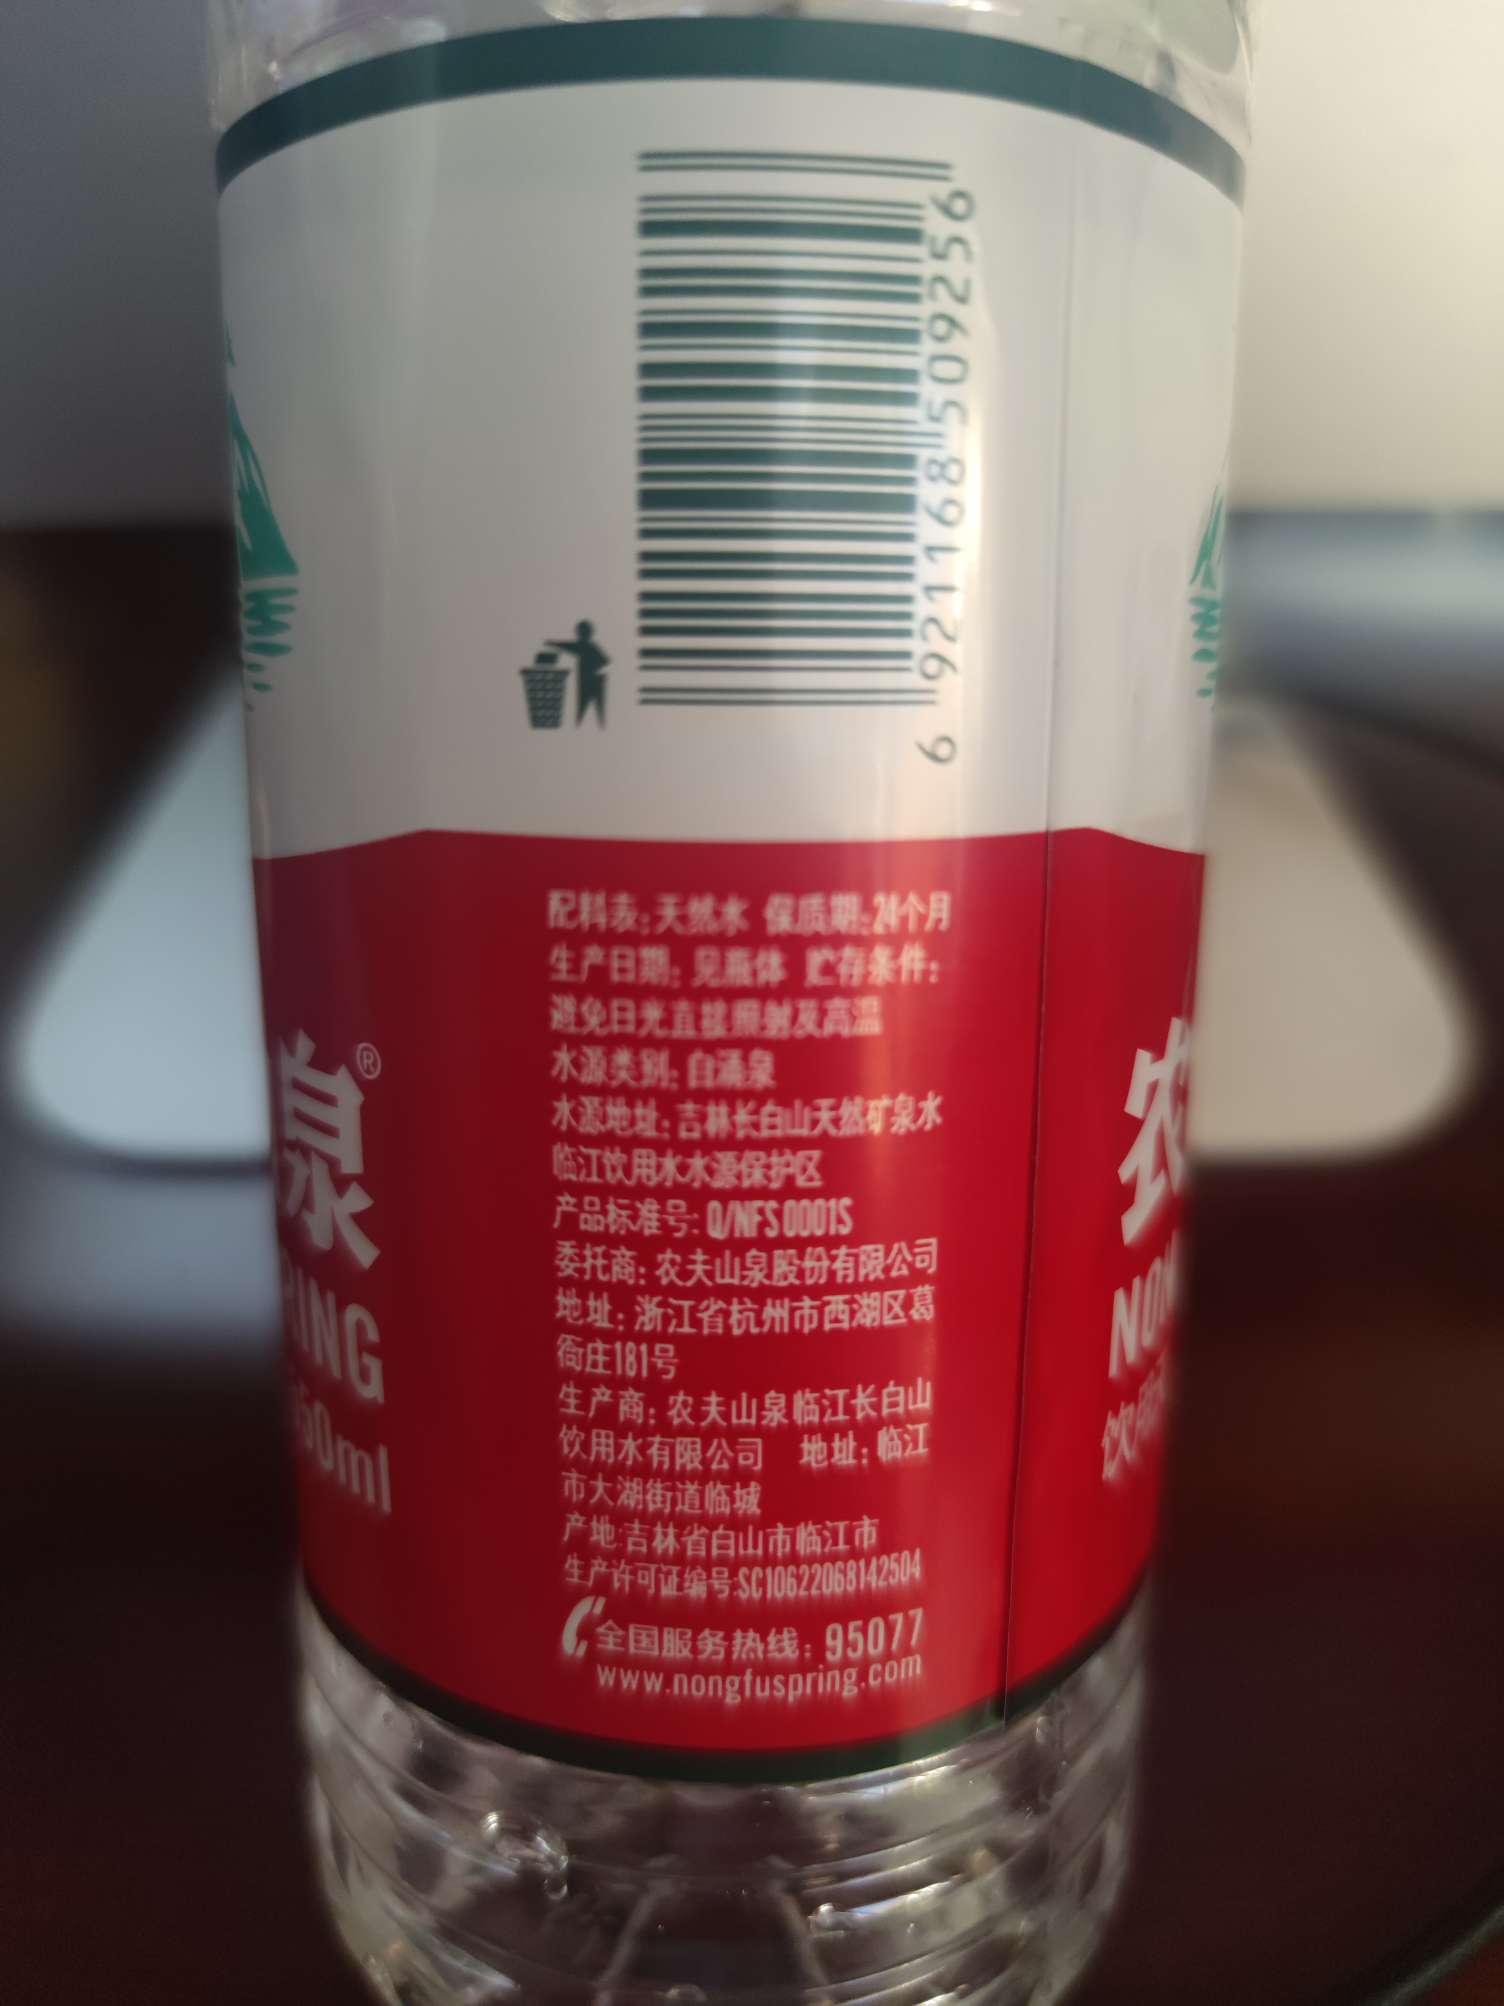 6 921168 509256
配料表: 天然水 保质期: 24个月
生产日期: 见瓶体 贮存条件:
避免日光直接照射及高温
水源类别: 自涌泉
水源地址: 吉林长白山天然矿泉水
临江饮用水水源保护区
产品标准号: Q/NFS 0001S
委托商: 农夫山泉股份有限公司
地址: 浙江省杭州市西湖区葛
衙庄181号
生产商: 农夫山泉临江长白山
饮用水有限公司 地址: 临江
市大湖街道临城
产地:吉林省白山市临江市
生产许可证编号:SC10622068142504
全国服务热线: 95077
www.nongfuspring.com
泉®
RING
50ml
农
NON
饮用